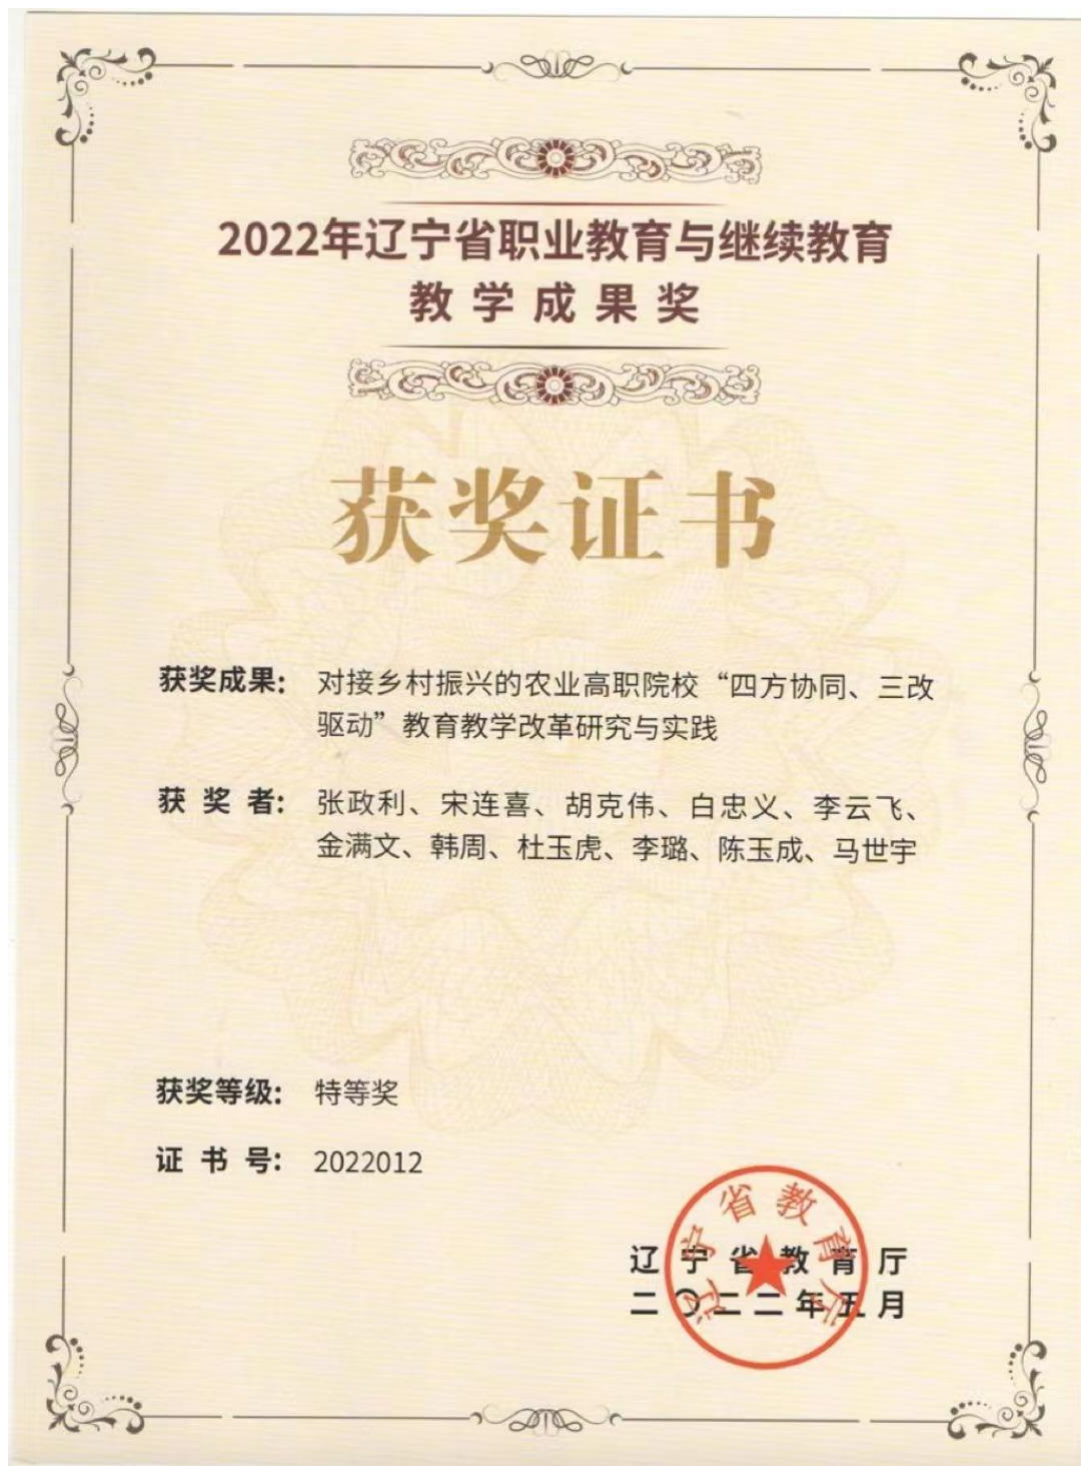 2022年辽宁省职业教育与继续教育
教学成果奖
获奖证书
获奖成果: 对接乡村振兴的农业高职院校“四方协同、三改
驱动”教育教学改革研究与实践
获奖者: 张政利、宋连喜、胡克伟、白忠义、李云飞、
金满文、韩周、杜玉虎、李璐、陈玉成、马世宇
获奖等级: 特等奖
证书号: 2022012
辽宁省教育厅
辽宁省教育厅
二〇二二年五月